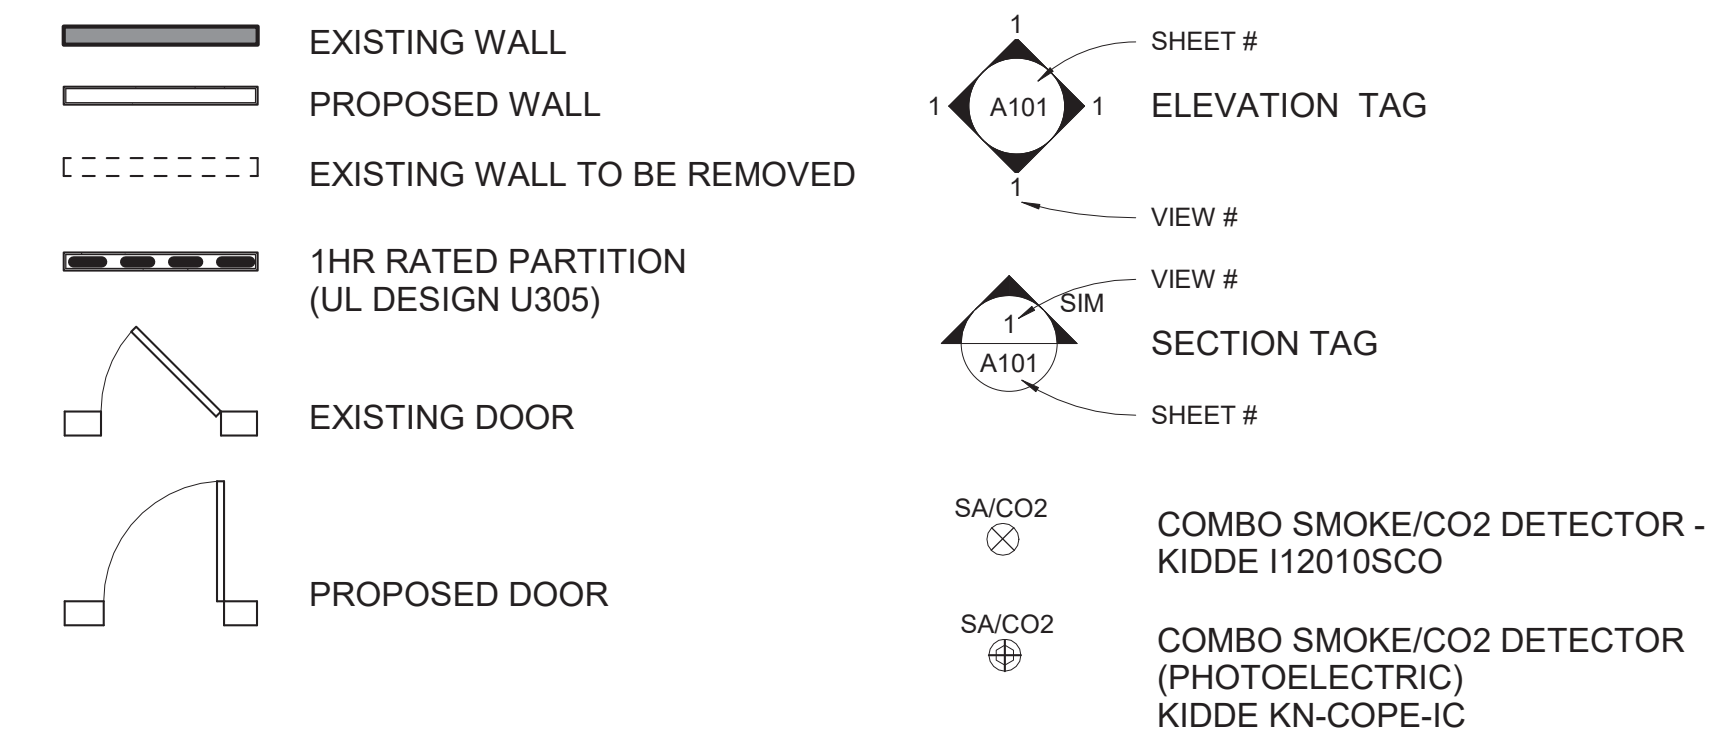 EXISTING WALL
PROPOSED WALL
EXISTING WALL TO BE REMOVED
1HR RATED PARTITION
(UL DESIGN U305)
EXISTING DOOR
PROPOSED DOOR
1
SHEET #
1
A101
1
ELEVATION TAG
1
VIEW #
VIEW #
SIM
1
SECTION TAG
A101
SHEET #
SA/CO2
COMBO SMOKE/CO2 DETECTOR -
KIDDE I12010SCO
SA/CO2
COMBO SMOKE/CO2 DETECTOR
(PHOTOELECTRIC)
KIDDE KN-COPE-IC